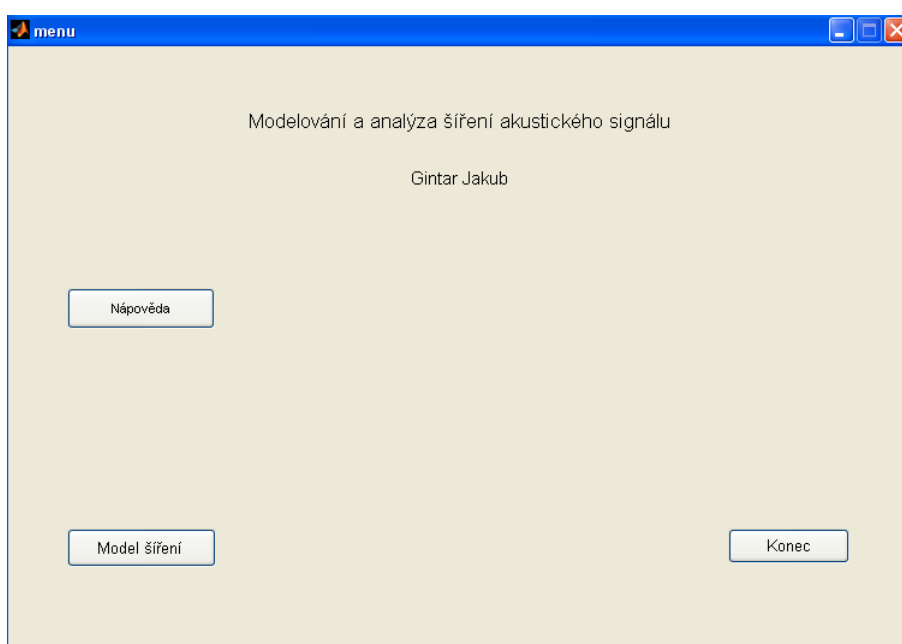 menu
Modelování a analýza šíření akustického signálu
Gintar Jakub
Nápověda
Model šíření
Konec